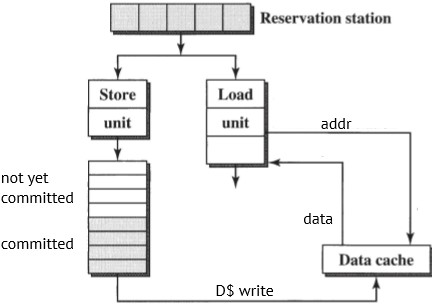 Reservation station
Store
unit
Load
unit
addr
not yet
committed
committed
data
Data cache
D$ write